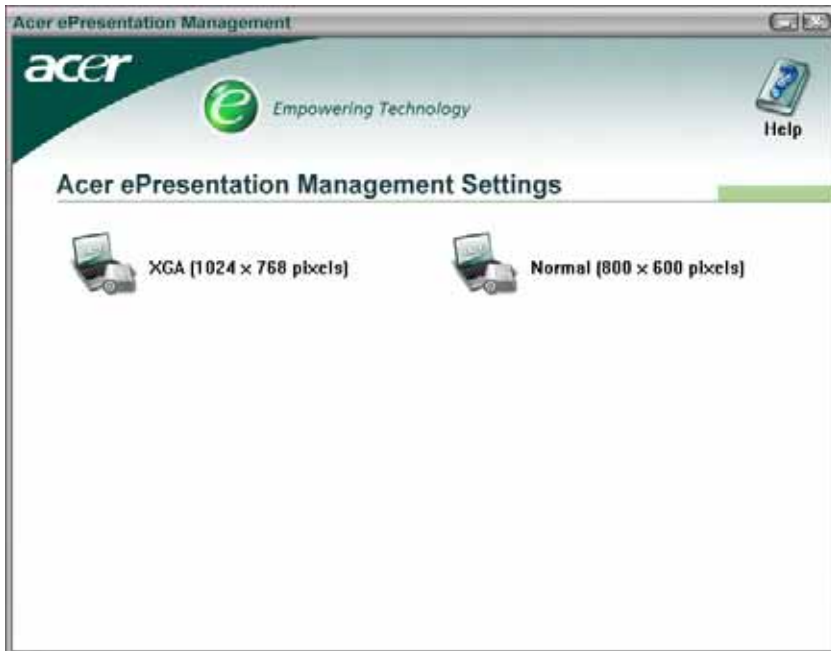 Acer ePresentation Management
acer
e Empowering Technology
Help
Acer ePresentation Management Settings
XGA (1024 × 768 pixels)
Normal (800 × 600 pixels)